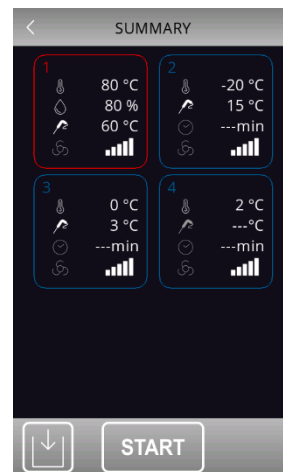 SUMMARY
1
80 °C
80 %
60 °C
2
-20 °C
15 °C
---min
3
0 °C
3 °C
---min
4
2 °C
---°C
---min
START